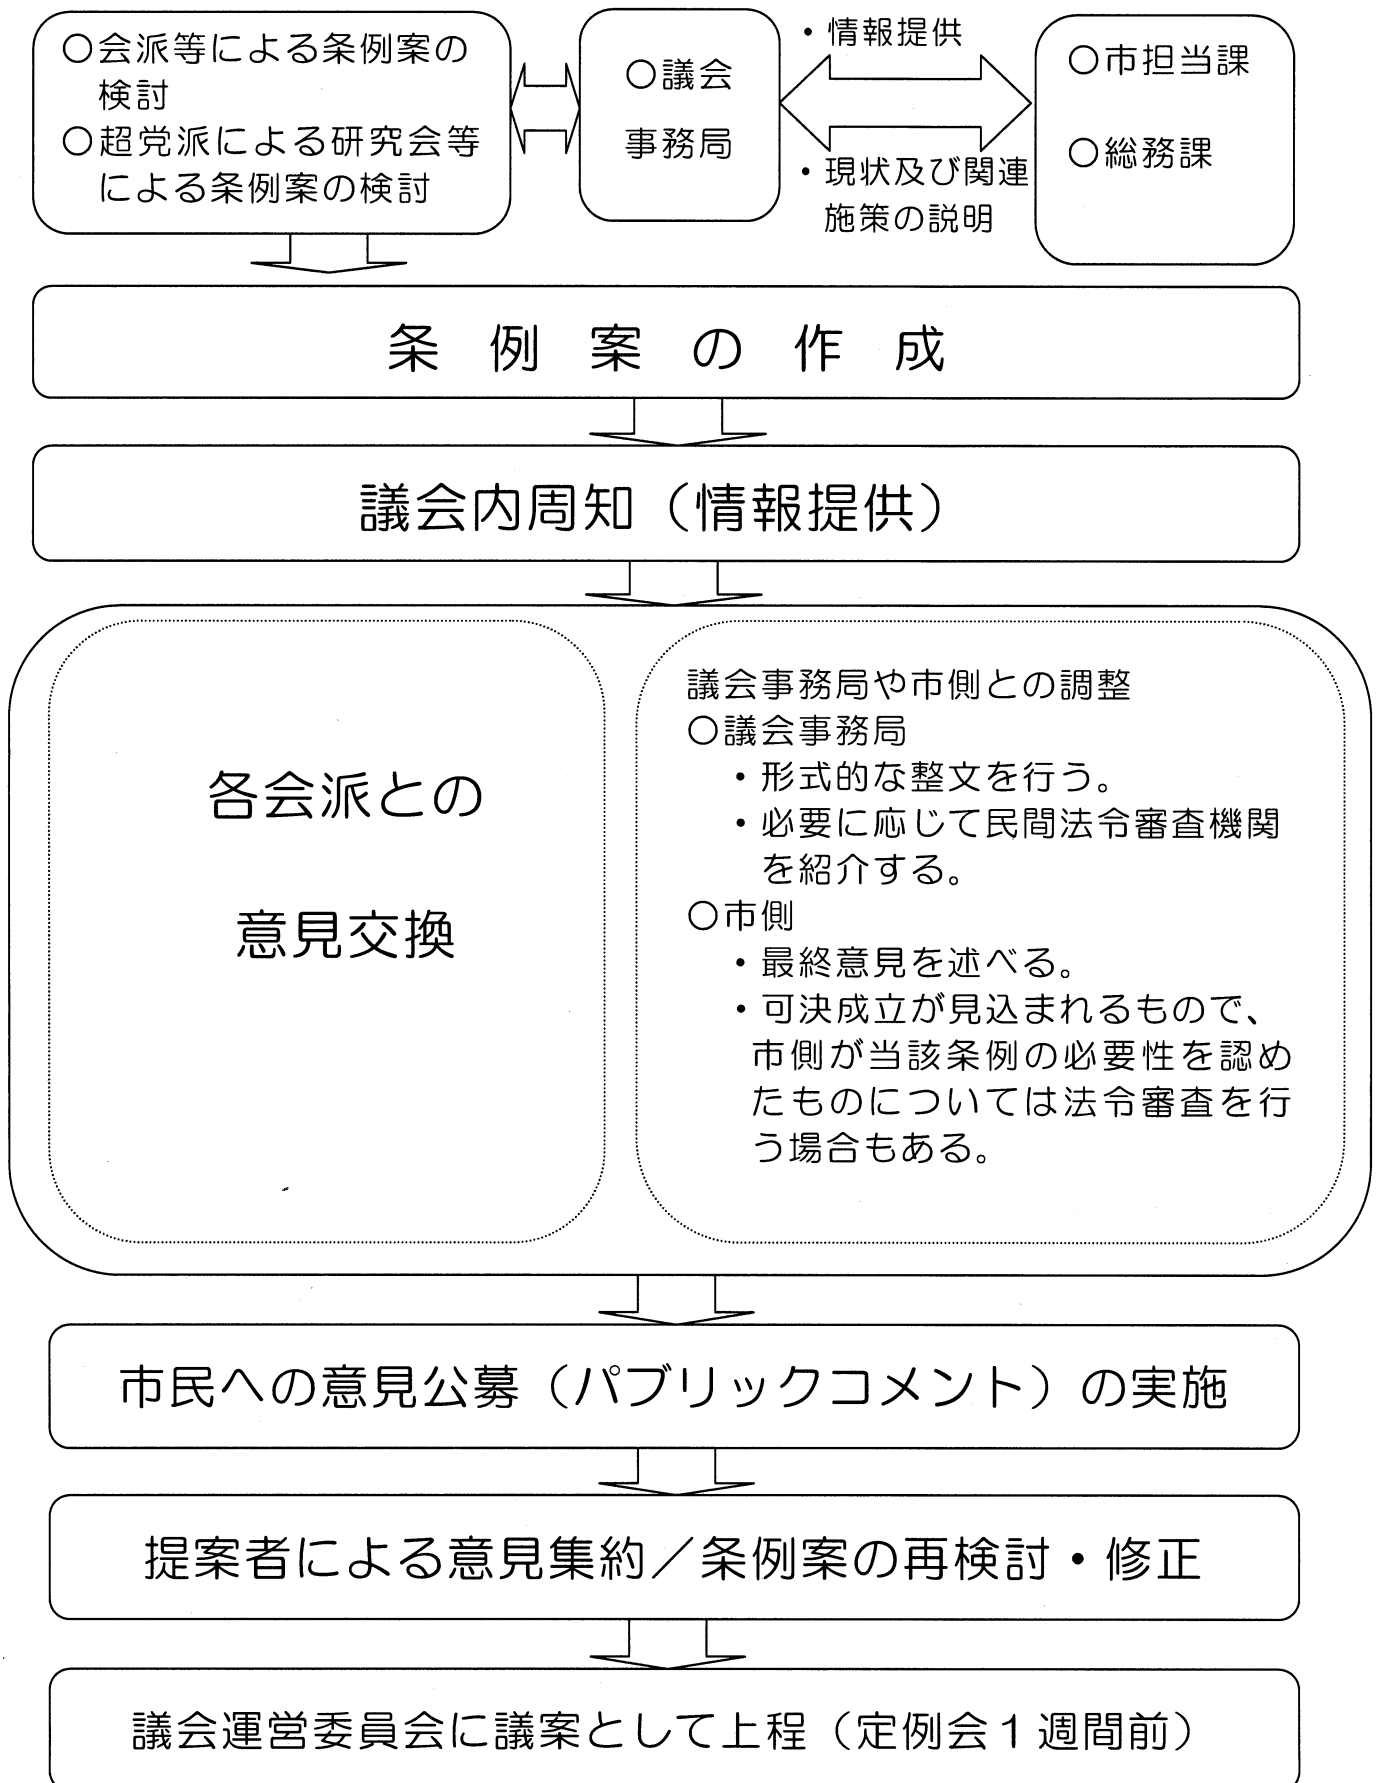 ○会派等による条例案の
検討
○超党派による研究会等
による条例案の検討
○議会
事務局
・情報提供
・現状及び関連
施策の説明
○市担当課
○総務課
条例案の作成
議会内周知（情報提供）
各会派との
意見交換
議会事務局や市側との調整
○議会事務局
・形式的な整文を行う。
・必要に応じて民間法令審査機関
を紹介する。
○市側
・最終意見を述べる。
・可決成立が見込まれるもので、
市側が当該条例の必要性を認め
たものについては法令審査を行
う場合もある。
市民への意見公募（パブリックコメント）の実施
提案者による意見集約／条例案の再検討・修正
議会運営委員会に議案として上程（定例会１週間前）